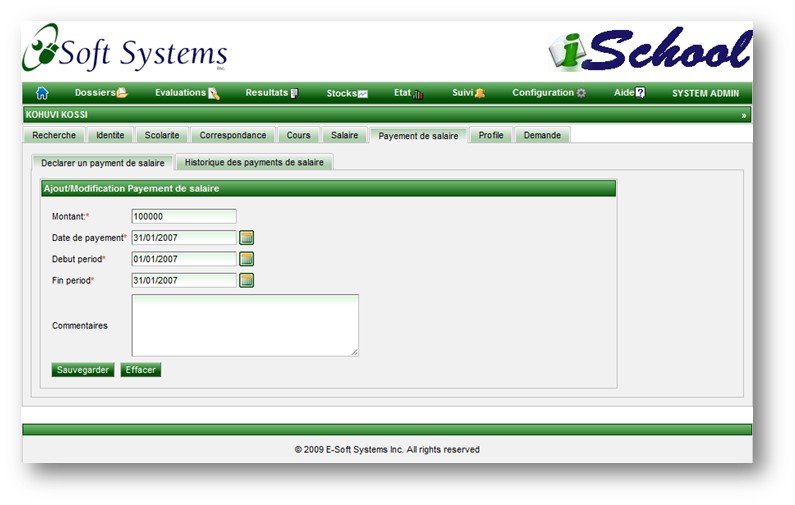 Soft Systems Inc.
iSchool
Dossiers Evaluations Resultats Stocks Etat Suivi Configuration Aide SYSTEM ADMIN
KOHUVI KOSSI »
Recherche Identite Scolarite Correspondance Cours Salaire Payement de salaire Profile Demande
Declarer un payment de salaire Historique des payments de salaire
Ajout/Modification Payement de salaire
Montant:* 100000
Date de payement* 31/01/2007
Debut period* 01/01/2007
Fin period* 31/01/2007
Commentaires
Sauvegarder Effacer
© 2009 E-Soft Systems Inc. All rights reserved